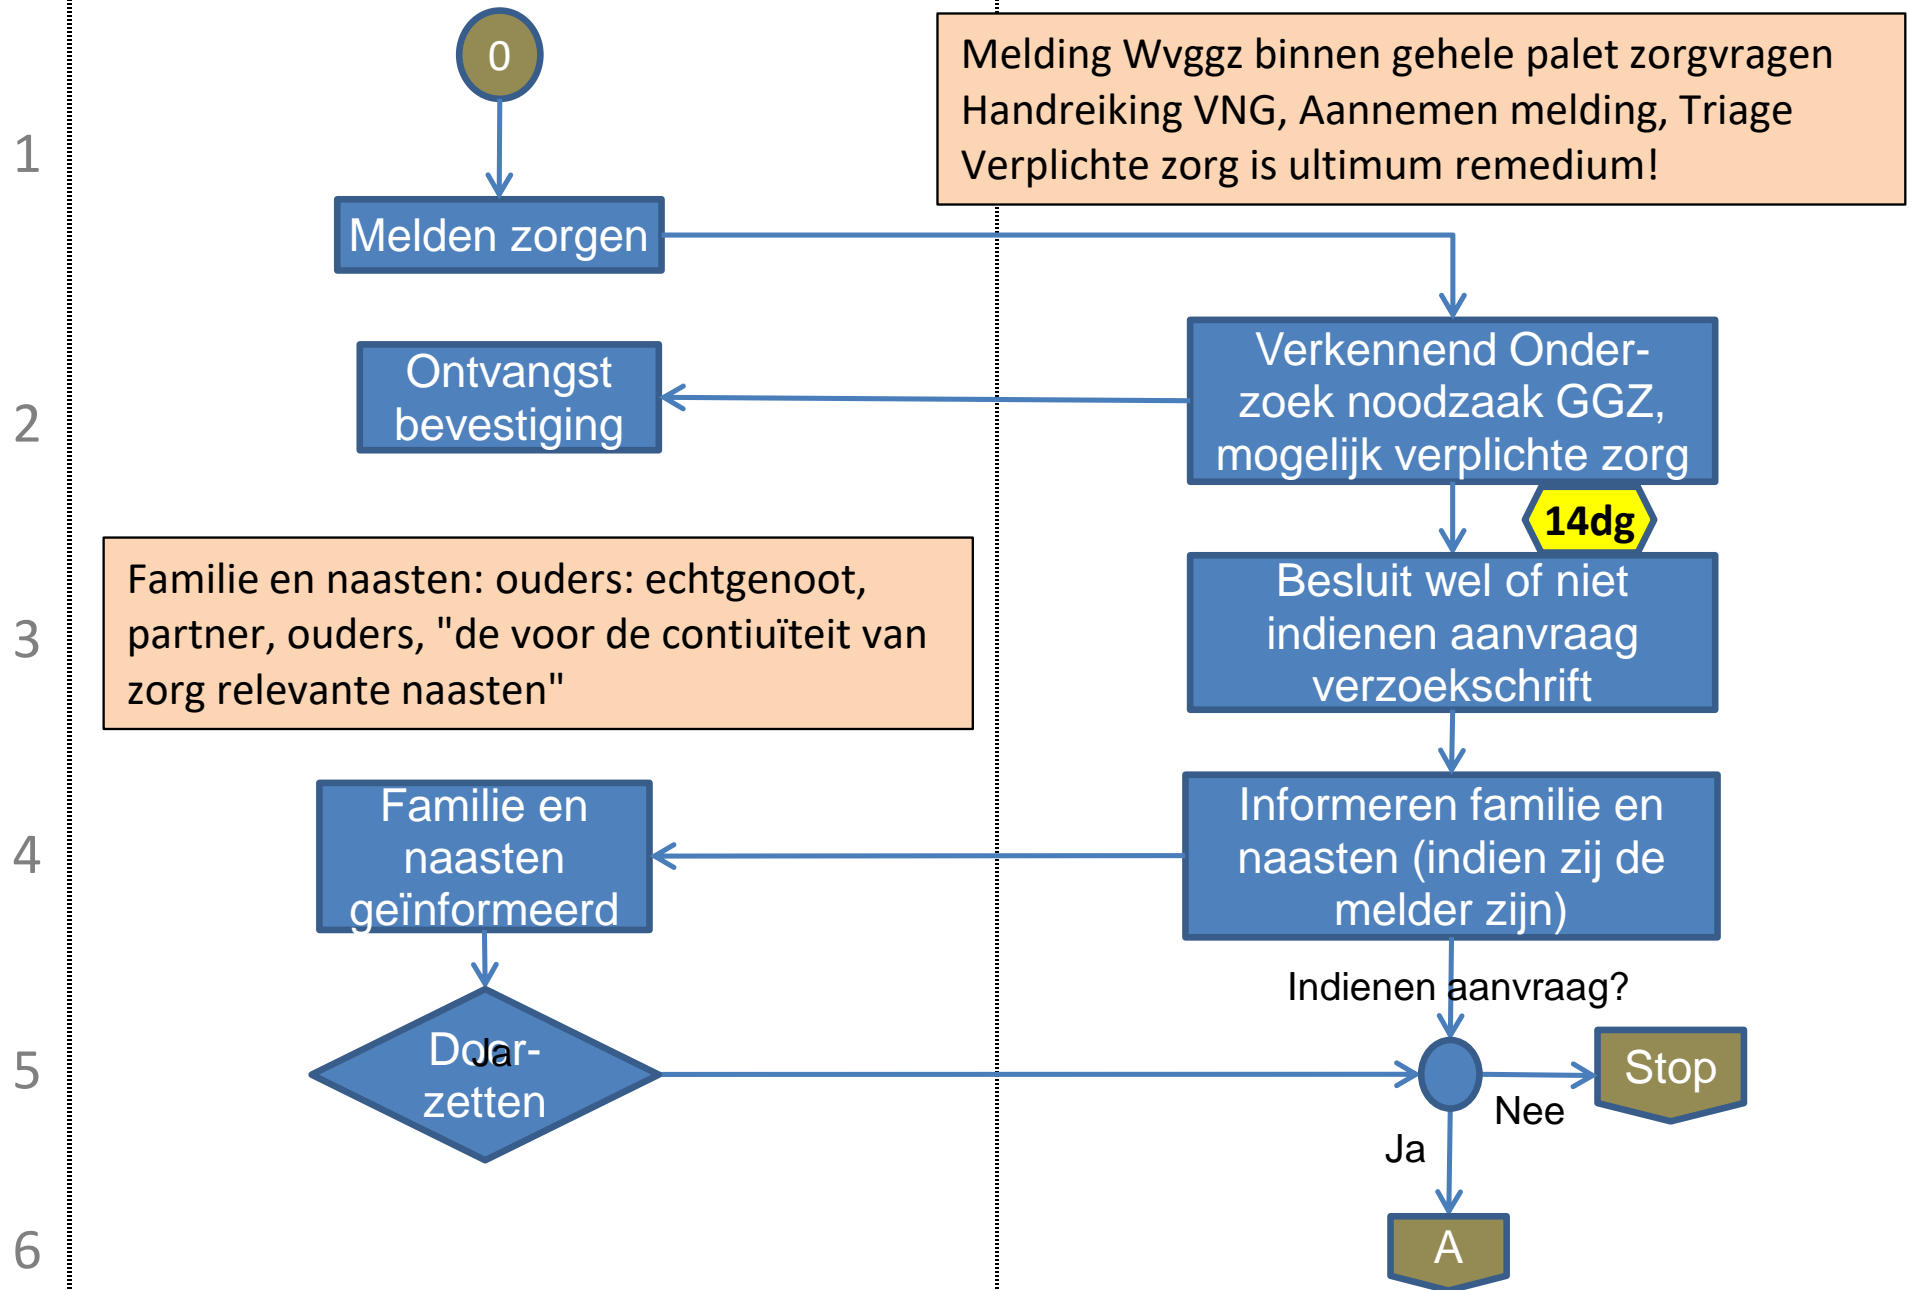 0
Melding Wvggz binnen gehele palet zorgvragen
Handreiking VNG, Aannemen melding, Triage
Verplichte zorg is ultimum remedium!
1
Melden zorgen
Verkennend Onder-
zoek noodzaak GGZ,
mogelijk verplichte zorg
Ontvangst
bevestiging
2
14dg
Familie en naasten: ouders: echtgenoot,
partner, ouders, "de voor de contiuïteit van
zorg relevante naasten"
3
Besluit wel of niet
indienen aanvraag
verzoekschrift
4
Familie en
naasten
geïnformeerd
Informeren familie en
naasten (indien zij de
melder zijn)
Indienen aanvraag?
5
Door-
zetten
Ja
Stop
Nee
Ja
6
A